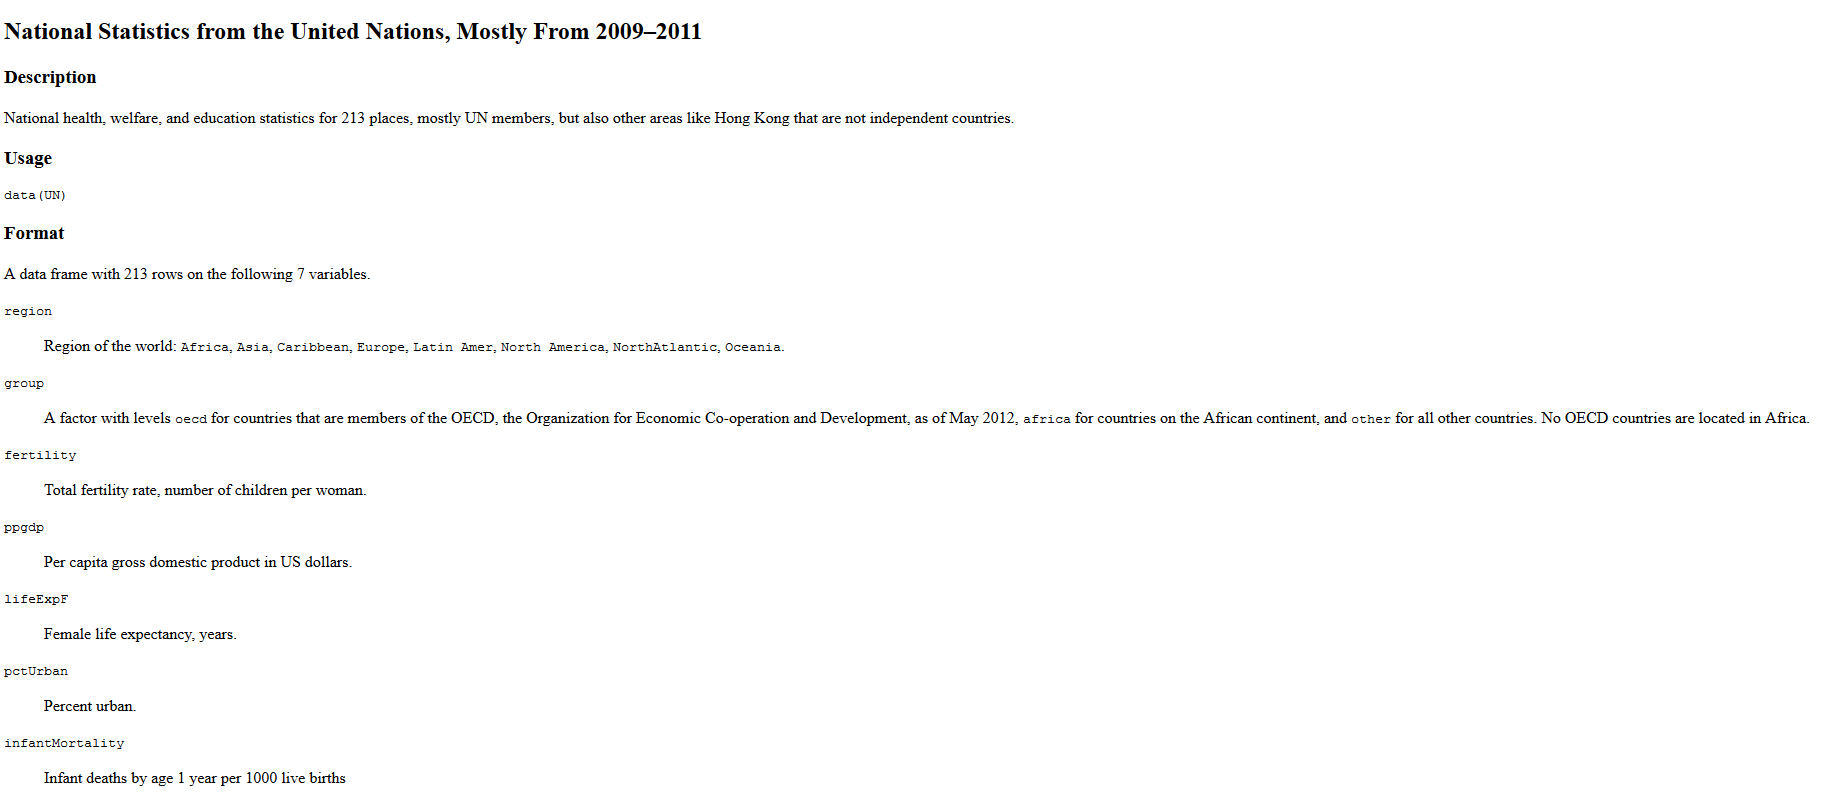 National Statistics from the United Nations, Mostly From 2009–2011
Description
National health, welfare, and education statistics for 213 places, mostly UN members, but also other areas like Hong Kong that are not independent countries.
Usage
data(UN)
Format
A data frame with 213 rows on the following 7 variables.
region
Region of the world: Africa, Asia, Caribbean, Europe, Latin Amer, North America, NorthAtlantic, Oceania.
group
A factor with levels oecd for countries that are members of the OECD, the Organization for Economic Co-operation and Development, as of May 2012, africa for countries on the African continent, and other for all other countries. No OECD countries are located in Africa.
fertility
Total fertility rate, number of children per woman.
ppgdp
Per capita gross domestic product in US dollars.
lifeExpF
Female life expectancy, years.
pctUrban
Percent urban.
infantMortality
Infant deaths by age 1 year per 1000 live births